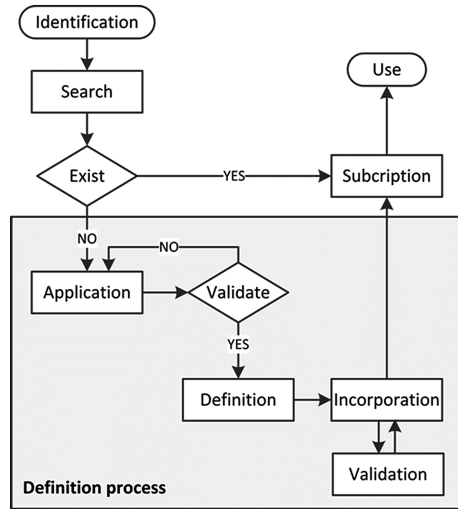 Identification
Search
Use
Exist
YES
Subcription
NO
NO
Application
Validate
YES
Definition
Incorporation
Validation
Definition process